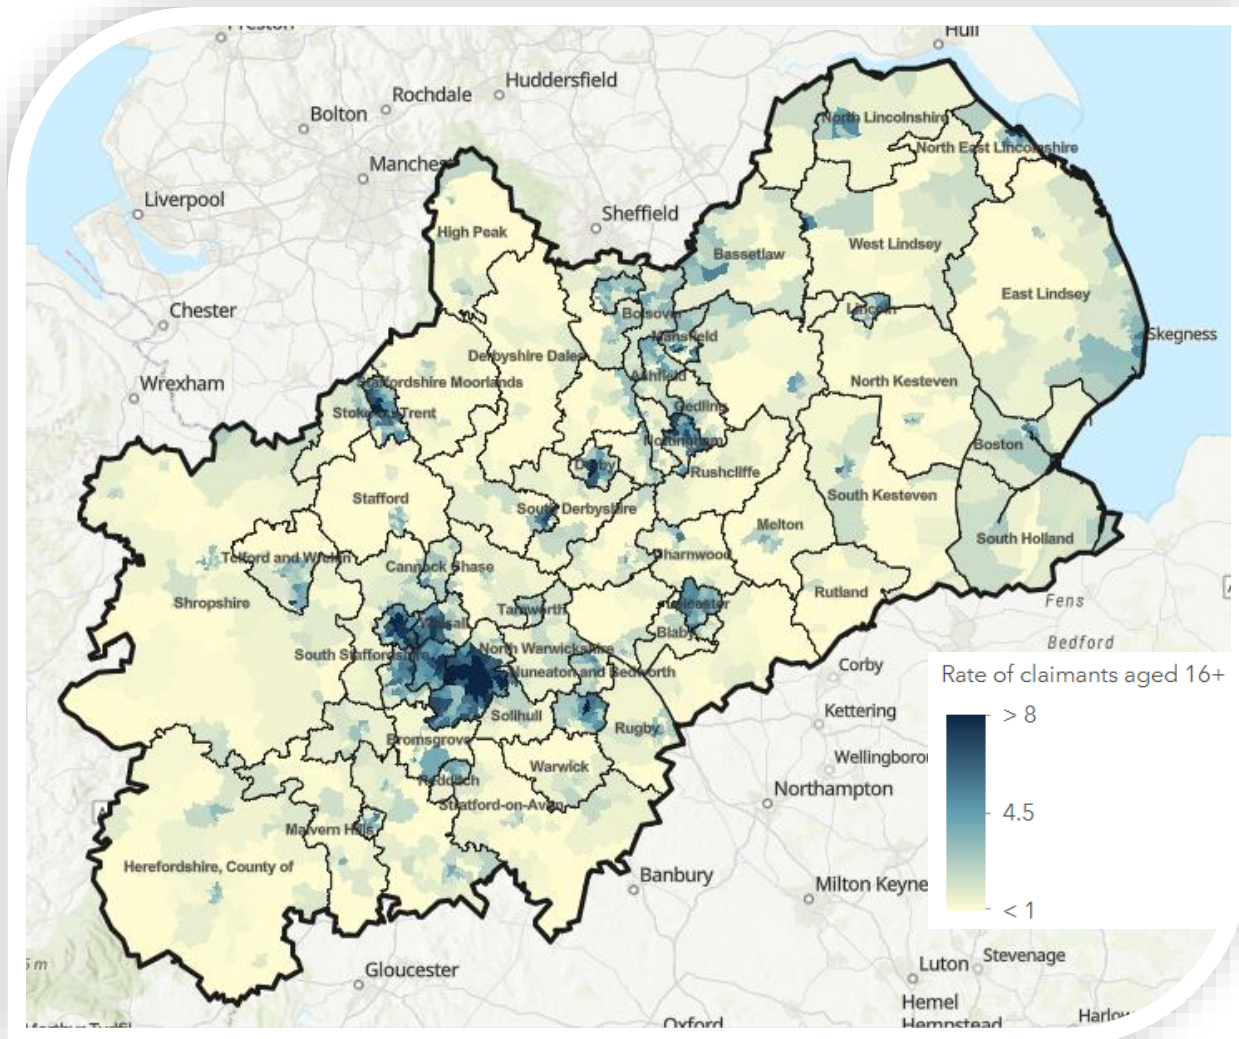 Hull
Huddersfield
Rochdale
Bolton
North Lincolnshire
North East Lincolnshire
Manches
Liverpool
Sheffield
High Peak
West Lindsey
Bassetlaw
East Lindsey
Chester
Lincoln
Bolsover
Mansfield
Skegness
Derbyshire Dales
Ashfield
Wrexham
Staffordshire Moorlands
North Kesteven
Gedling
Stoke-on-Trent
Nottingham
Boston
Derby
Rushcliffe
Stafford
South Kesteven
South Derbyshire
Melton
South Holland
Telford and Wrekin
Charnwood
Cannock Chase
Rutland
Shropshire
Tamworth
Leicester
Fens
Walsall
Blaby
Bedford
North Warwickshire
South Staffordshire
Corby
Nuneaton and Bedworth
Rate of claimants aged 16+
Kettering
Solihull
> 8
Rugby
Bromsgrove
Wellingboro
Warwick
Redditch
Northampton
Stratford-on-Avon
4.5
Malvern Hills
Herefordshire, County of
Banbury
Milton Keyne
< 1
Stevenage
Luton
Gloucester
Hemel
Hempstead
Harlow
Oxford